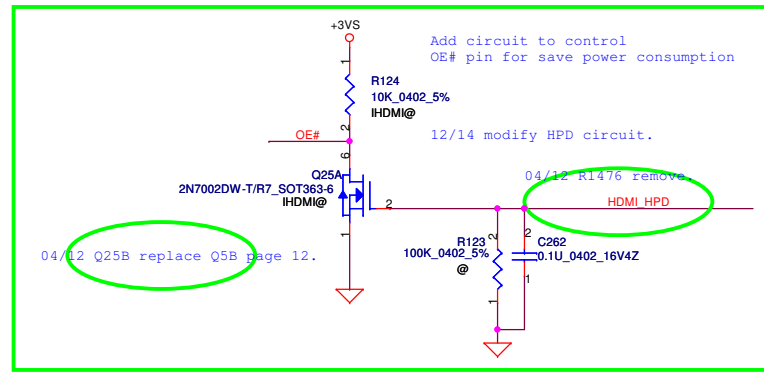 +3VS
Add circuit to control
OE# pin for save power consumption
1
R124
10K_0402_5%
IHDMI@
2
OE#
12/14 modify HPD circuit.
6
Q25A
2N7002DW-T/R7_SOT363-6
IHDMI@
2
04/12 R1476 remove.
HDMI_HPD
1
04/12 Q25B replace Q5B page 12.
2
R123
100K_0402_5%
@
1
2
C262
0.1U_0402_16V4Z
1